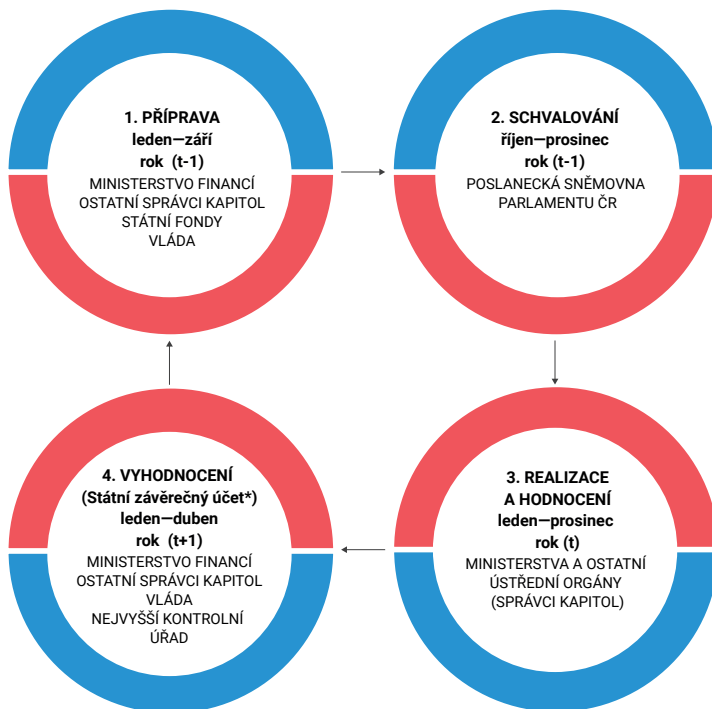 1. PŘÍPRAVA
leden—září
rok (t-1)
MINISTERSTVO FINANCÍ
OSTATNÍ SPRÁVCI KAPITOL
STÁTNÍ FONDY
VLÁDA
2. SCHVALOVÁNÍ
říjen—prosinec
rok (t-1)
POSLANECKÁ SNĚMOVNA
PARLAMENTU ČR
3. REALIZACE
A HODNOCENÍ
leden—prosinec
rok (t)
MINISTERSTVA A OSTATNÍ
ÚSTŘEDNÍ ORGÁNY
(SPRÁVCI KAPITOL)
4. VYHODNOCENÍ
(Státní závěrečný účet*)
leden—duben
rok (t+1)
MINISTERSTVO FINANCÍ
OSTATNÍ SPRÁVCI KAPITOL
VLÁDA
NEJVYŠŠÍ KONTROLNÍ
ÚŘAD